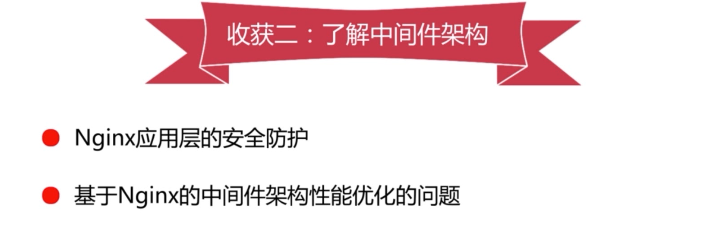 收获二：了解中间件架构
Nginx应用层的安全防护
基于Nginx的中间件架构性能优化的问题